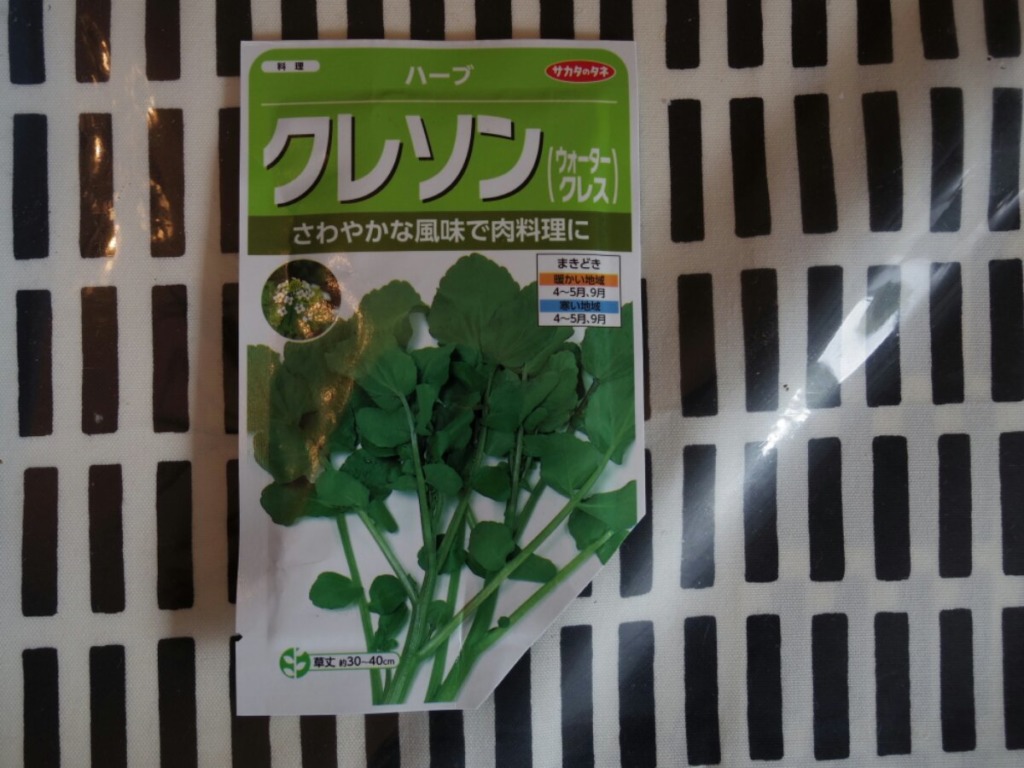 料理
ハーブ
サカタのタネ
クレソン
(ウォーター
クレス)
さわやかな風味で肉料理に
まきどき
暖かい地域
4~5月、9月
寒い地域
4~5月、9月
草丈 約30~40cm